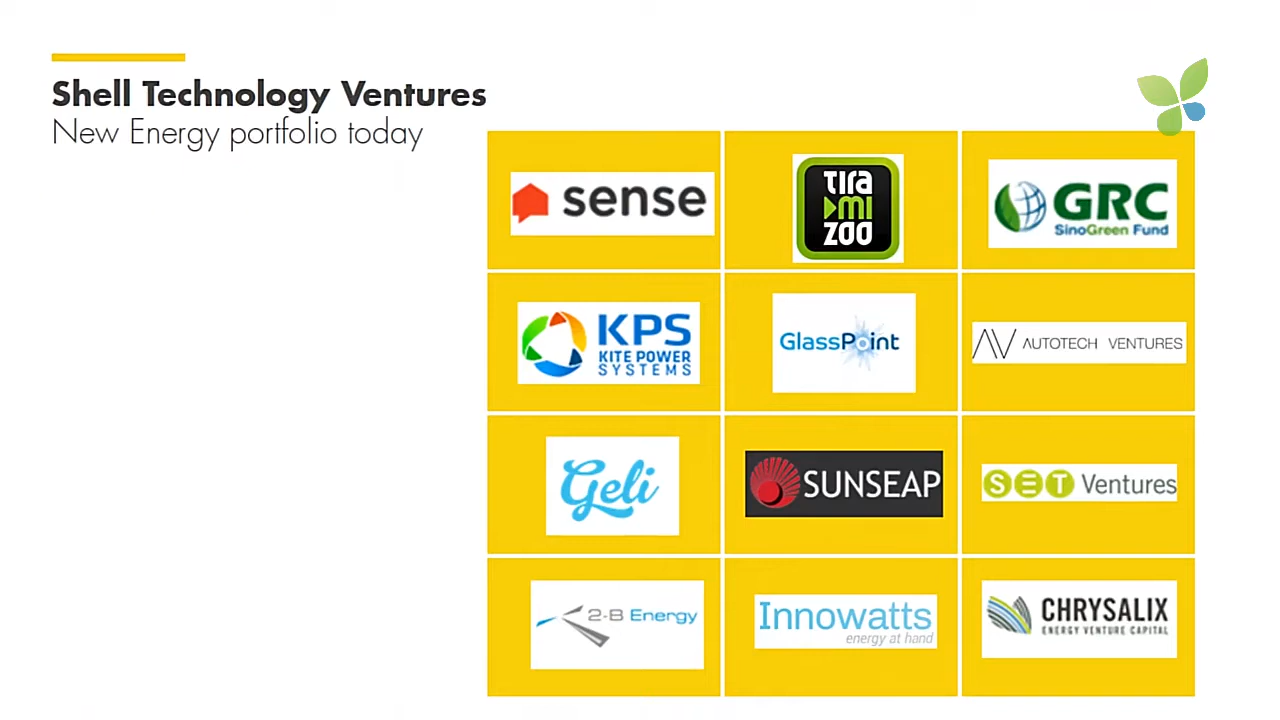 Shell Technology Ventures
New Energy portfolio today
sense
TIRA
MI
ZOO
GRC
SinoGreen Fund
KPS
KITE POWER
SYSTEMS
GlassPoint
AV AUTOTECH VENTURES
Geli
SUNSEAP
SET Ventures
2-B Energy
Innowatts
energy at hand
CHRYSALIX
ENERGY VENTURE CAPITAL